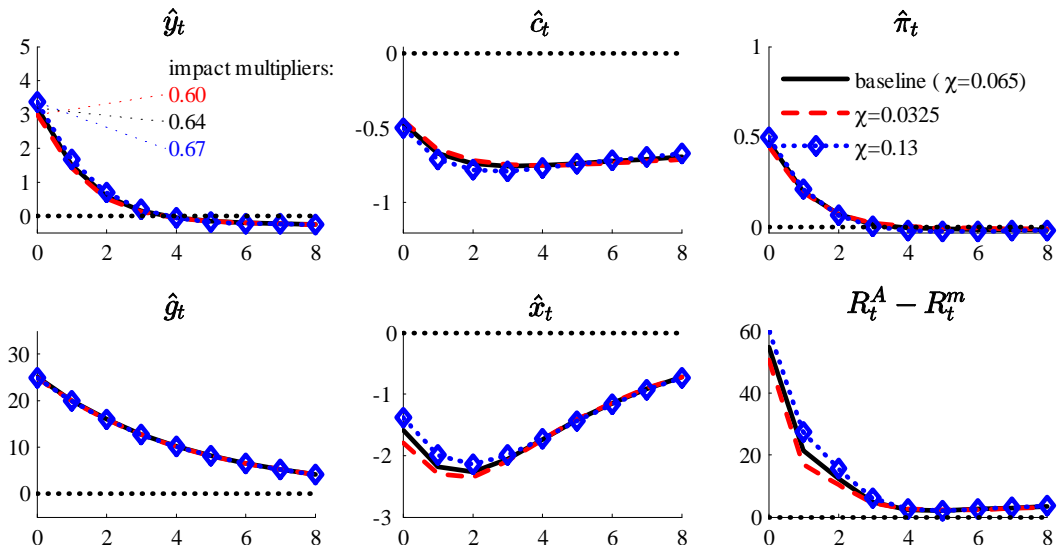 ŷt ĉt π̂t
5
4
3
2
1
0
0 2 4 6 8
impact multipliers:
0.60
0.64
0.67
0
-0.5
-1
0 2 4 6 8
1
0.5
0
0 2 4 6 8
baseline ( χ=0.065)
χ=0.0325
χ=0.13
ĝt x̂t RtA − Rtm
30
20
10
0
0 2 4 6 8
0
-1
-2
-3
0 2 4 6 8
60
40
20
0
0 2 4 6 8